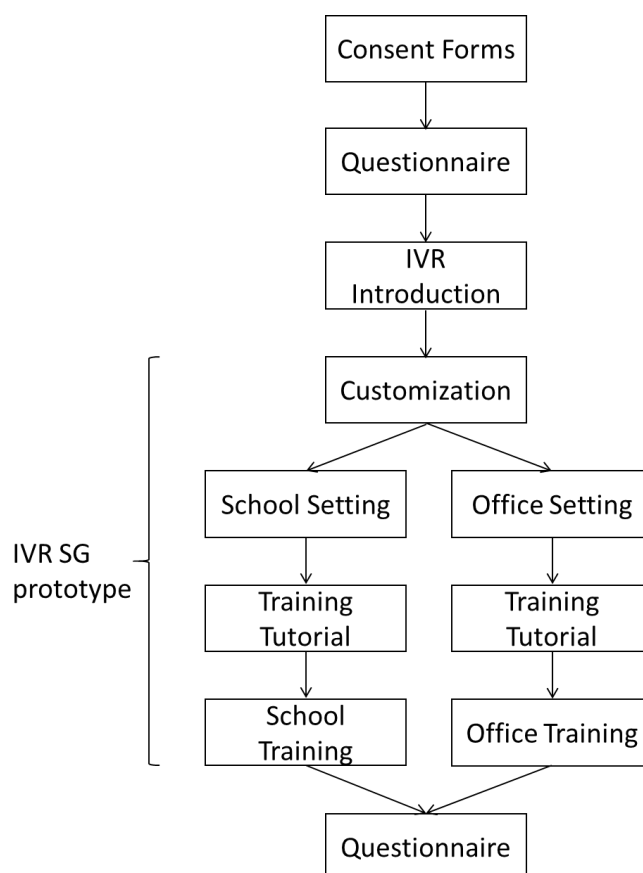 Consent Forms
Questionnaire
IVR
Introduction
Customization
School Setting
Office Setting
IVR SG
prototype
Training
Tutorial
Training
Tutorial
School
Training
Office Training
Questionnaire